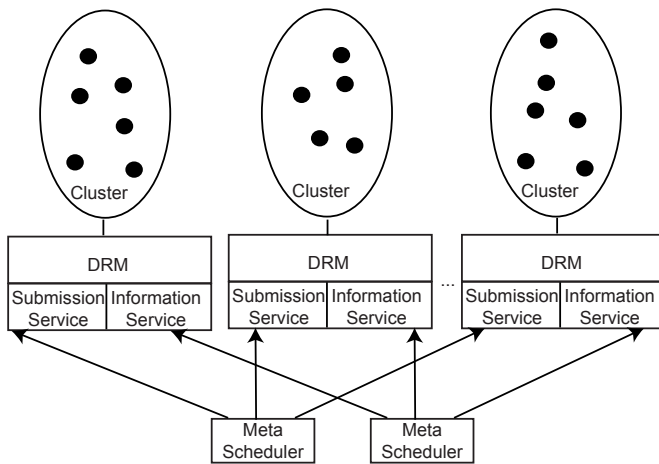 Cluster
Cluster
Cluster
DRM
DRM
DRM
Submission Service
Information Service
Submission Service
Information Service
...
Submission Service
Information Service
Meta Scheduler
Meta Scheduler